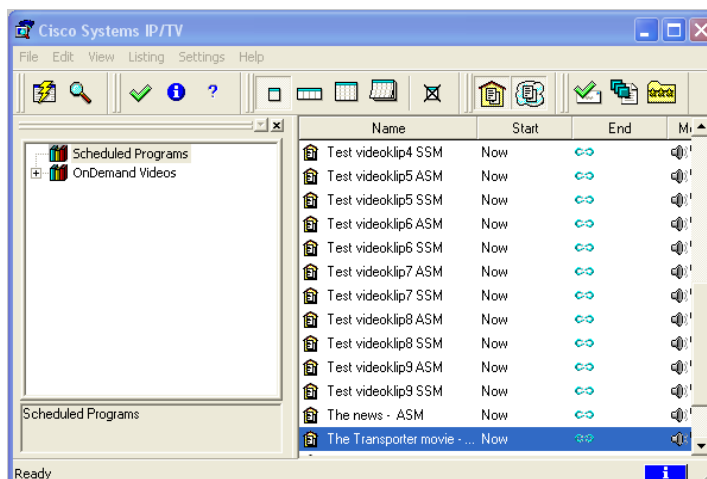 Cisco Systems IP/TV
File Edit View Listing Settings Help
Scheduled Programs
OnDemand Videos
Scheduled Programs
Name Start End
Test videoklip4 SSM Now
Test videoklip5 ASM Now
Test videoklip5 SSM Now
Test videoklip6 ASM Now
Test videoklip6 SSM Now
Test videoklip7 ASM Now
Test videoklip7 SSM Now
Test videoklip8 ASM Now
Test videoklip8 SSM Now
Test videoklip9 ASM Now
Test videoklip9 SSM Now
The news - ASM Now
The Transporter movie - ... Now
Ready